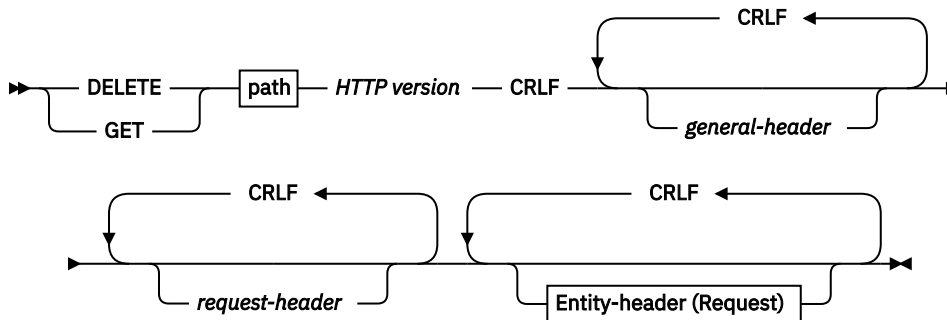 CRLF
DELETE path HTTP version CRLF
GET general-header
CRLF CRLF
request-header Entity-header (Request)